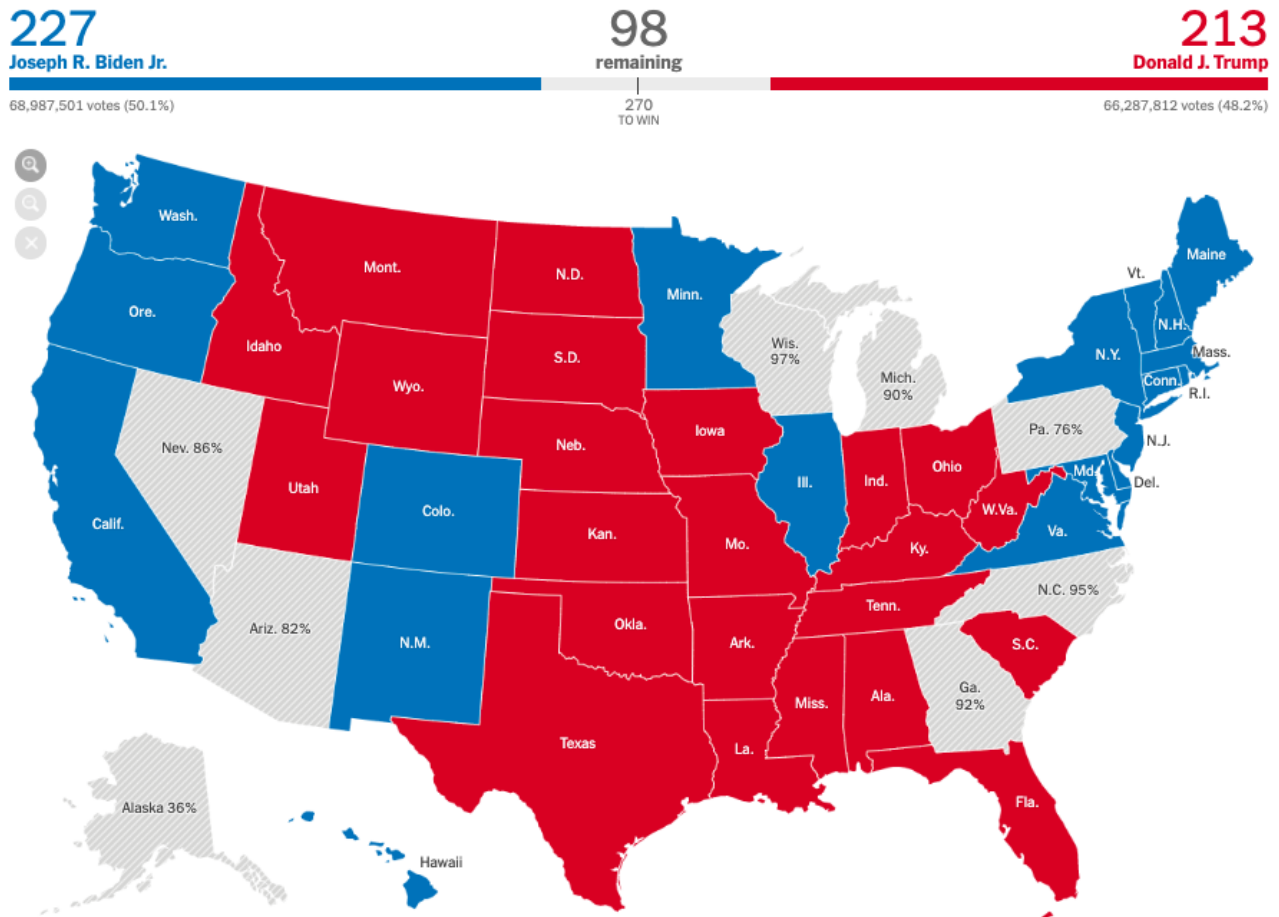 227
98
213
Joseph R. Biden Jr.
remaining
Donald J. Trump
68,987,501 votes (50.1%)
270
66,287,812 votes (48.2%)
TO WIN
Wash.
Maine
Vt.
Mont.
N.D.
Minn.
Ore.
N.H.
Wis.
97%
Idaho
Mass.
N.Y.
S.D.
Mich.
90%
Conn.
Wyo.
R.I.
Iowa
Pa. 76%
N.J.
Nev. 86%
Neb.
Ohio
Md.
Del.
Ill.
Ind.
Utah
W.Va.
Colo.
Calif.
Va.
Kan.
Mo.
Ky.
N.C. 95%
Tenn.
Ariz. 82%
Okla.
N.M.
Ark.
S.C.
Ga.
92%
Miss.
Ala.
Texas
La.
Fla.
Alaska 36%
Hawaii